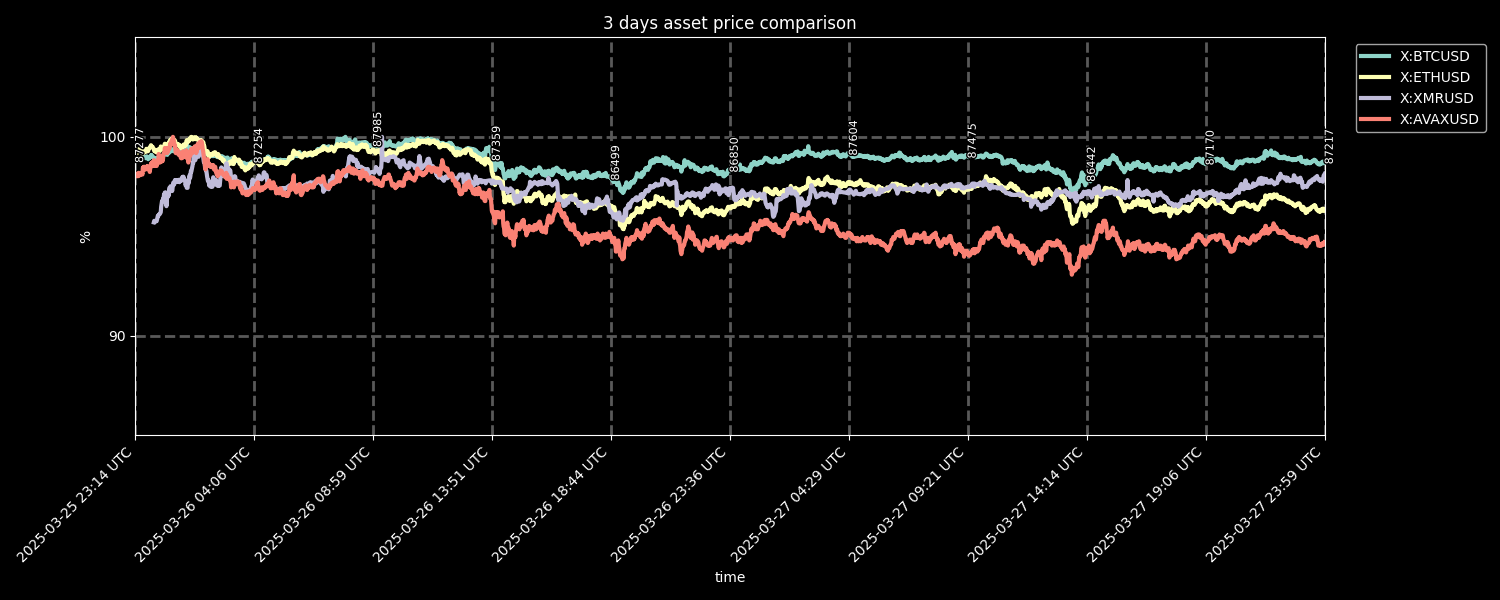 3 days asset price comparison
X:BTCUSD
X:ETHUSD
X:XMRUSD
X:AVAXUSD
100
90
%
87277
87254
87985
87359
86499
86850
87604
87475
86442
87170
87217
2025-03-25 23:14 UTC
2025-03-26 04:06 UTC
2025-03-26 08:59 UTC
2025-03-26 13:51 UTC
2025-03-26 18:44 UTC
2025-03-26 23:36 UTC
2025-03-27 04:29 UTC
2025-03-27 09:21 UTC
2025-03-27 14:14 UTC
2025-03-27 19:06 UTC
2025-03-27 23:59 UTC
time